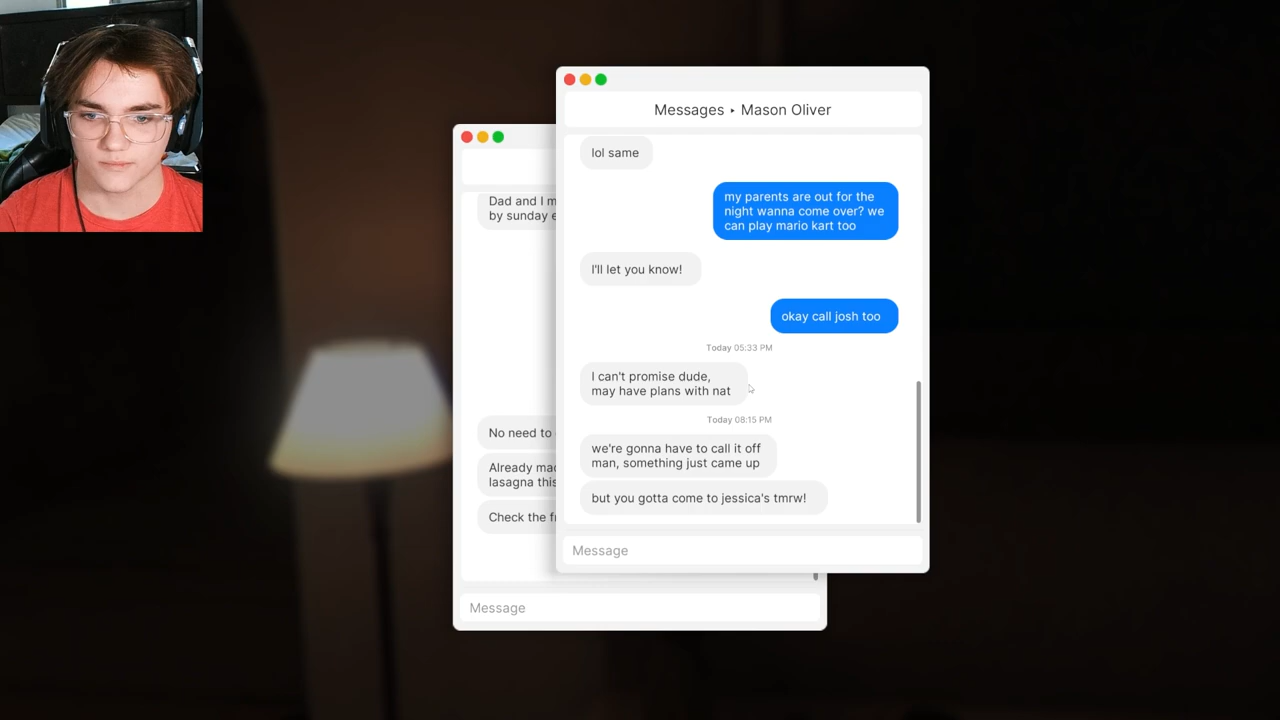 Messages ‣ Mason Oliver
lol same
my parents are out for the
night wanna come over? we
can play mario kart too
I'll let you know!
okay call josh too
Today 05:33 PM
I can't promise dude,
may have plans with nat
Today 08:15 PM
we're gonna have to call it off
man, something just came up
but you gotta come to jessica's tmrw!
Message
Dad and I
by sunday
No need to
Already
lasagna this
Check the
Message